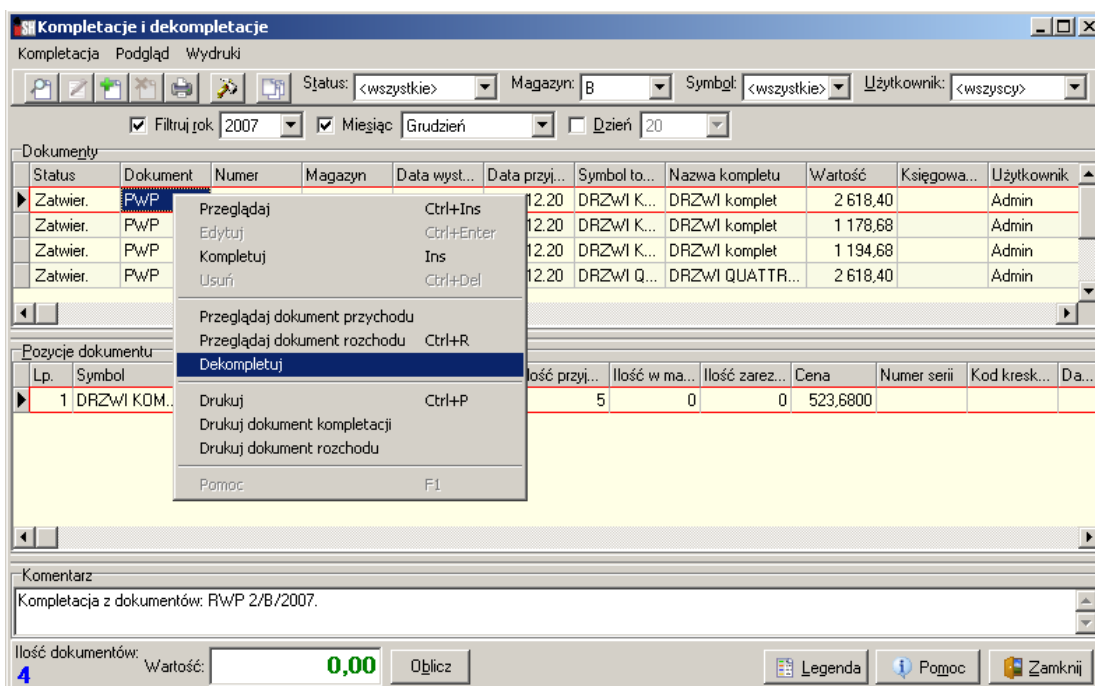 Kompletacje i dekompletacje
Kompletacja Podgląd Wydruki
Status: <wszystkie> Magazyn: B Symbol: <wszystkie> Użytkownik: <wszyscy>
Filtruj rok 2007 Miesiąc Grudzień Dzień 20
Dokumenty
Status Dokument Numer Magazyn Data wyst... Data przyj... Symbol to... Nazwa kompletu Wartość Księgowa... Użytkownik
Zatwier. PWP 12.20 DRZWI K... DRZWI komplet 2 618,40 Admin
Zatwier. PWP 12.20 DRZWI K... DRZWI komplet 1 178,68 Admin
Zatwier. PWP 12.20 DRZWI K... DRZWI komplet 1 194,68 Admin
Zatwier. PWP 12.20 DRZWI Q... DRZWI QUATTR... 2 618,40 Admin
Przeglądaj Ctrl+Ins
Edytuj Ctrl+Enter
Kompletuj Ins
Usuń Ctrl+Del
Przeglądaj dokument przychodu
Przeglądaj dokument rozchodu Ctrl+R
Dekompletuj
Drukuj Ctrl+P
Drukuj dokument kompletacji
Drukuj dokument rozchodu
Pomoc F1
Pozycje dokumentu
Lp. Symbol Ilość przyj... Ilość w ma... Ilość zarez... Cena Numer serii Kod kresk... Da...
1 DRZWI KOM... 5 0 0 523,6800
Komentarz
Kompletacja z dokumentów: RWP 2/B/2007.
Ilość dokumentów:
4 Wartość: 0,00 Oblicz Legenda Pomoc Zamknij